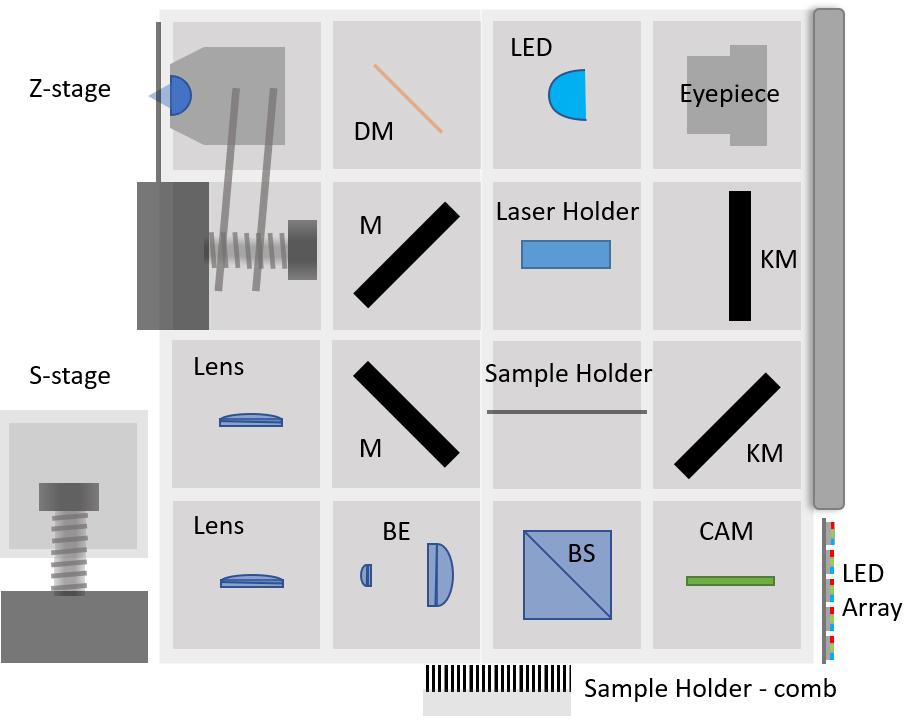 LED
Z-stage
Eyepiece
DM
Laser Holder
M
KM
Lens
S-stage
Sample Holder
M
KM
Lens
BE
CAM
BS
LED
Array
Sample Holder - comb